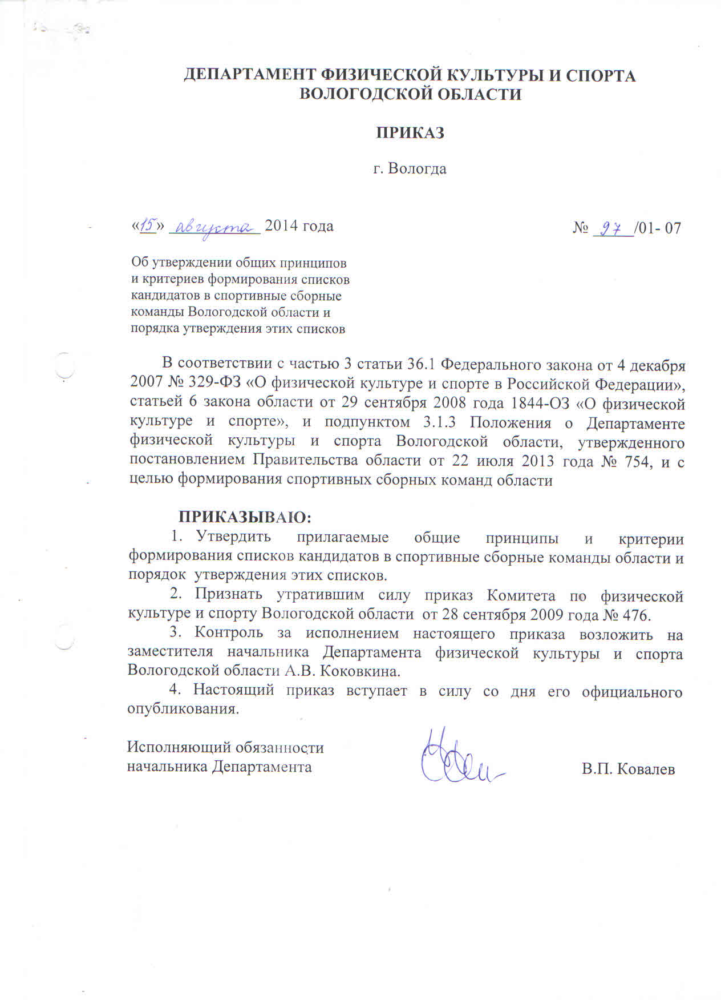 ДЕПАРТАМЕНТ ФИЗИЧЕСКОЙ КУЛЬТУРЫ И СПОРТА
ВОЛОГОДСКОЙ ОБЛАСТИ
ПРИКАЗ
г. Вологда
«15» августа 2014 года № 97/01- 07
Об утверждении общих принципов
и критериев формирования списков
кандидатов в спортивные сборные
команды Вологодской области и
порядка утверждения этих списков
В соответствии с частью 3 статьи 36.1 Федерального закона от 4 декабря
2007 № 329-ФЗ «О физической культуре и спорте в Российской Федерации»,
статьей 6 закона области от 29 сентября 2008 года 1844-ОЗ «О физической
культуре и спорте», и подпунктом 3.1.3 Положения о Департаменте
физической культуры и спорта Вологодской области, утвержденного
постановлением Правительства области от 22 июля 2013 года № 754, и с
целью формирования спортивных сборных команд области
ПРИКАЗЫВАЮ:
1. Утвердить прилагаемые общие принципы и критерии
формирования списков кандидатов в спортивные сборные команды области и
порядок утверждения этих списков.
2. Признать утратившим силу приказ Комитета по физической
культуре и спорту Вологодской области от 28 сентября 2009 года № 476.
3. Контроль за исполнением настоящего приказа возложить на
заместителя начальника Департамента физической культуры и спорта
Вологодской области А.В. Коковкина.
4. Настоящий приказ вступает в силу со дня его официального
опубликования.
Исполняющий обязанности
начальника Департамента В.П. Ковалев